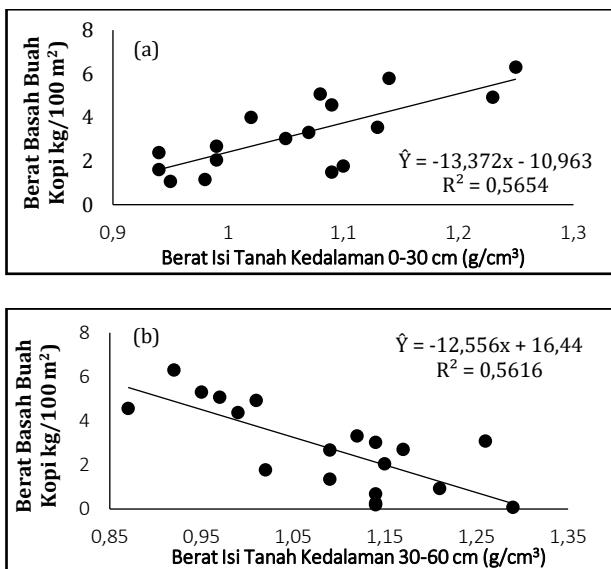 (a)
Berat Basah Buah
Kopi kg/100 m²)
8
6
4
2
0
Ŷ = -13,372x - 10,963
R² = 0,5654
0,9 1 1,1 1,2 1,3
Berat Isi Tanah Kedalaman 0-30 cm (g/cm³)
(b)
Berat Basah Buah
Kopi kg/100 m²)
8
6
4
2
0
Ŷ = -12,556x + 16,44
R² = 0,5616
0,85 0,95 1,05 1,15 1,25 1,35
Berat Isi Tanah Kedalaman 30-60 cm (g/cm³)